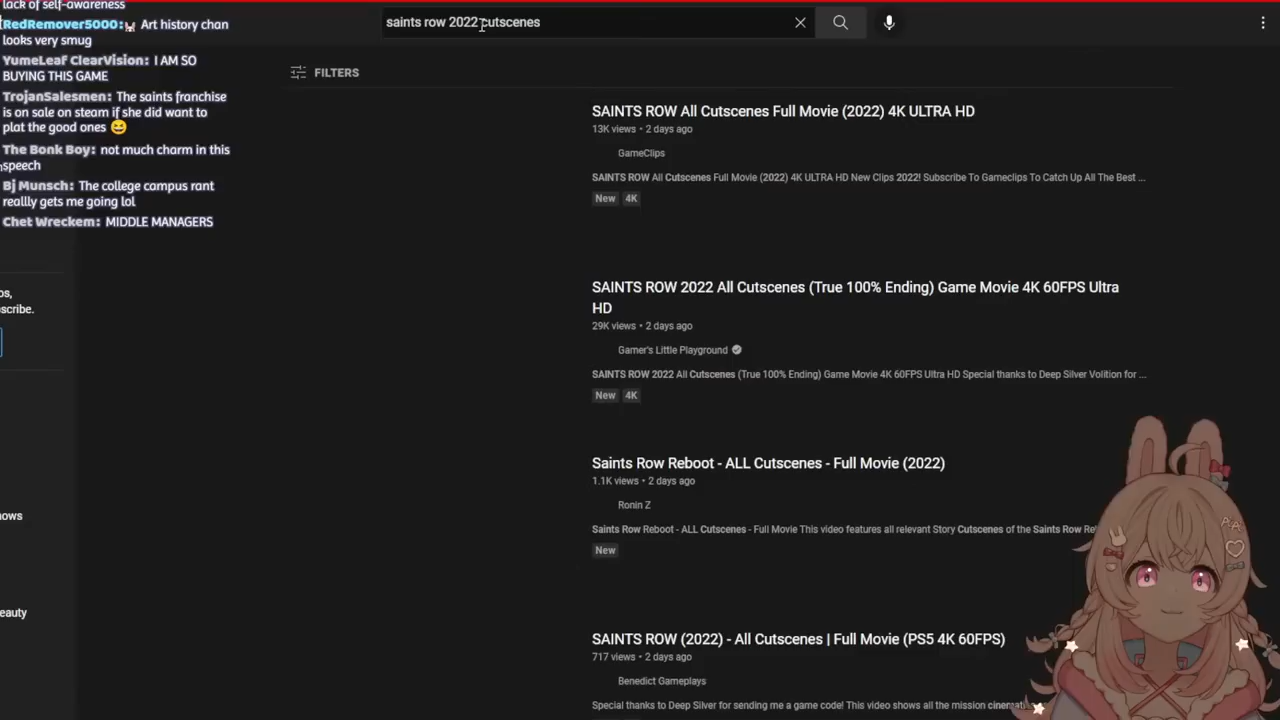 lack of self-awareness
RedRemover5000: Art history chan
looks very smug
YumeLeaf ClearVision: I AM SO
BUYING THIS GAME
TrojanSalesmen: The saints franchise
is on sale on steam if she did want to
plat the good ones 😆
The Bonk Boy: not much charm in this
speech
Bj Munsch: The college campus rant
reallly gets me going lol
Chet Wreckem: MIDDLE MANAGERS
scribe.
nows
eauty
saints row 2022 cutscenes
FILTERS
SAINTS ROW All Cutscenes Full Movie (2022) 4K ULTRA HD
13K views • 2 days ago
GameClips
SAINTS ROW All Cutscenes Full Movie (2022) 4K ULTRA HD New Clips 2022! Subscribe To Gameclips To Catch Up All The Best ...
New 4K
SAINTS ROW 2022 All Cutscenes (True 100% Ending) Game Movie 4K 60FPS Ultra
HD
29K views • 2 days ago
Gamer's Little Playground
SAINTS ROW 2022 All Cutscenes (True 100% Ending) Game Movie 4K 60FPS Ultra HD Special thanks to Deep Silver Volition for ...
New 4K
Saints Row Reboot - ALL Cutscenes - Full Movie (2022)
1.1K views • 2 days ago
Ronin Z
Saints Row Reboot - ALL Cutscenes - Full Movie This video features all relevant Story Cutscenes of the Saints Row Re
New
SAINTS ROW (2022) - All Cutscenes | Full Movie (PS5 4K 60FPS)
717 views • 2 days ago
Benedict Gameplays
Special thanks to Deep Silver for sending me a game code! This video shows all the mission cinemat